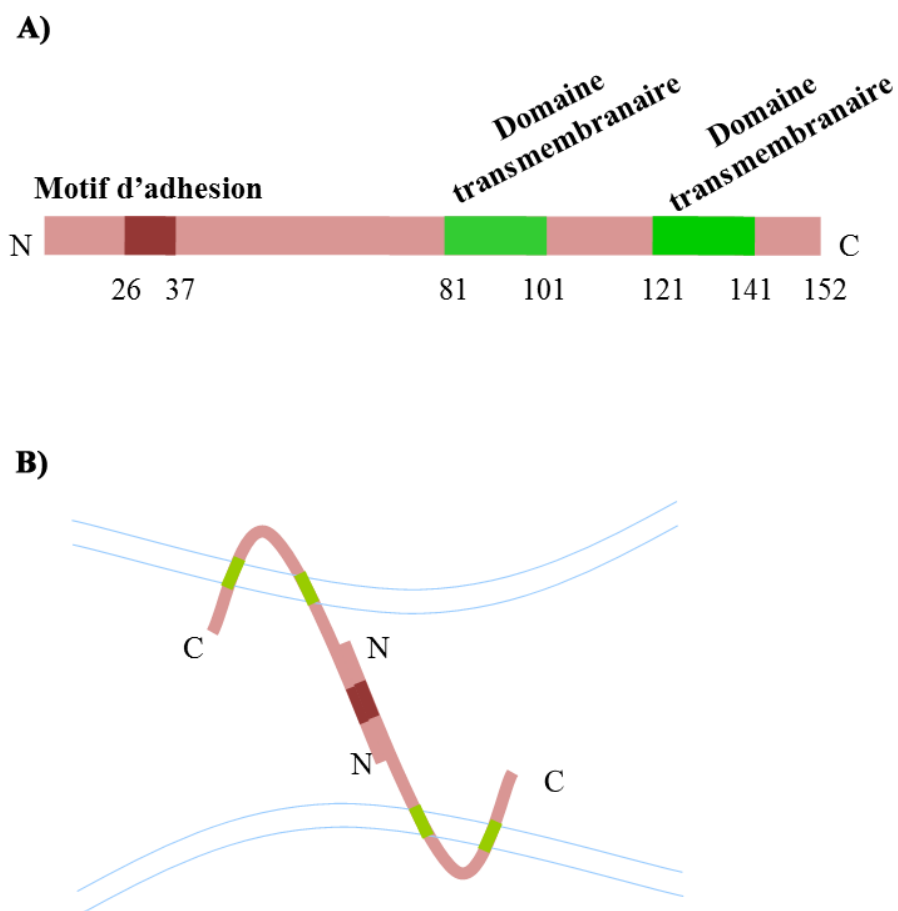 A)
Domaine
transmembranaire
Domaine
transmembranaire
Motif d’adhesion
N
C
26 37 81 101 121 141 152
B)
N
C
N
C